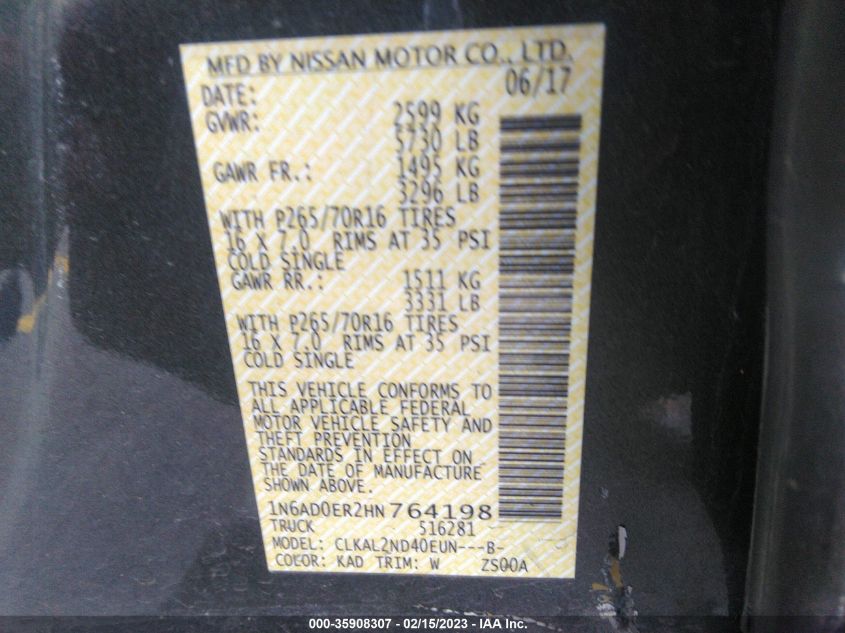 MFD BY NISSAN MOTOR CO., LTD.
DATE: 06/17
GVWR: 2599 KG
5730 LB
GAWR FR.: 1495 KG
3296 LB
WITH P265/70R16 TIRES
16 X 7.0 RIMS AT 35 PSI
COLD SINGLE
GAWR RR.: 1511 KG
3331 LB
WITH P265/70R16 TIRES
16 X 7.0 RIMS AT 35 PSI
COLD SINGLE
THIS VEHICLE CONFORMS TO
ALL APPLICABLE FEDERAL
MOTOR VEHICLE SAFETY AND
THEFT PREVENTION
STANDARDS IN EFFECT ON
THE DATE OF MANUFACTURE
SHOWN ABOVE.
1N6AD0ER2HN764198
TRUCK 516281
MODEL: CLKAL2ND40EUN---B-
COLOR: KAD TRIM: W ZS00A
000-35908307 - 02/15/2023 - IAA Inc.